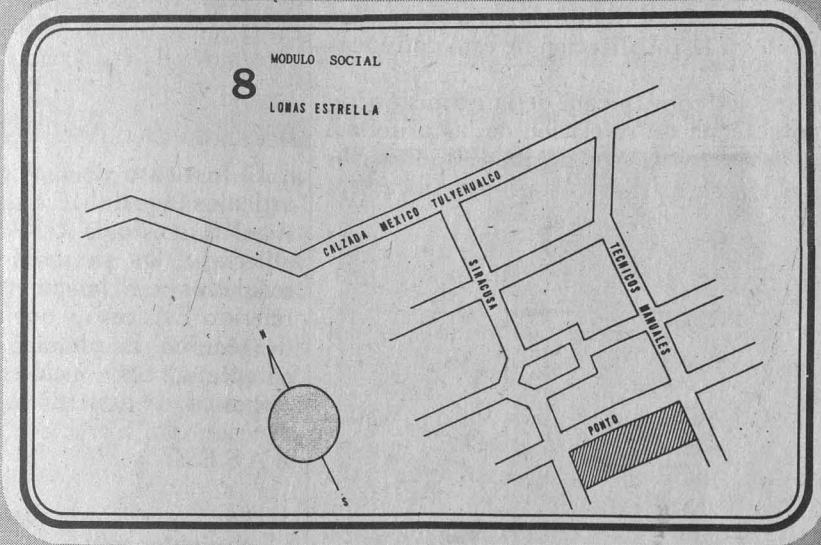 8
MODULO SOCIAL
LOMAS ESTRELLA
CALZADA MEXICO TULYEHUALCO
SIRACUSA
TECNICOS MANUALES
PONTO
N
S